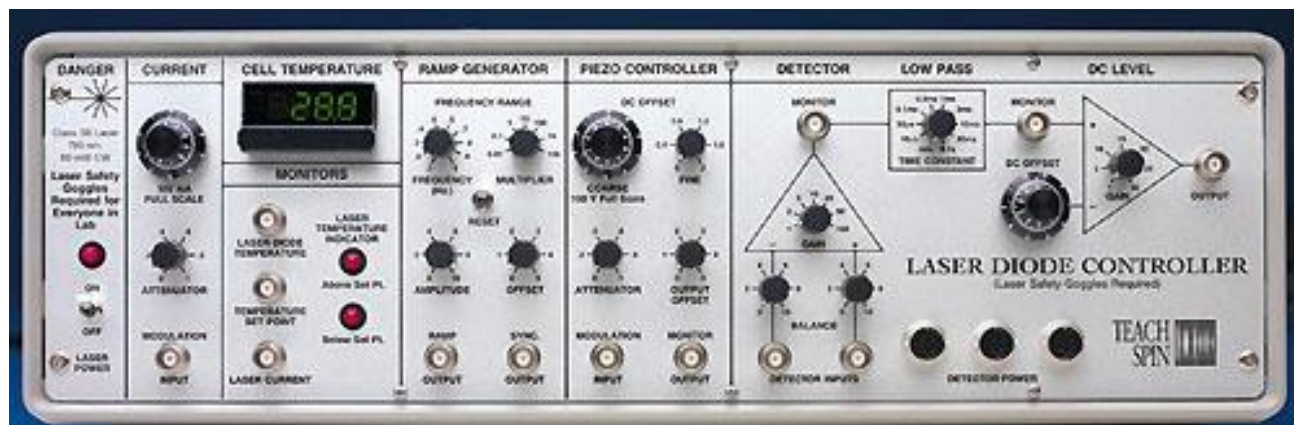 DANGER
Laser Safety
Goggles
Required for
Everyone in
Lab
ON
OFF
LASER
POWER
CURRENT
FULL SCALE
ATTENUATOR
MODULATION
INPUT
CELL TEMPERATURE
28.8
MONITORS
LASER DIODE
TEMPERATURE
TEMPERATURE
SET POINT
LASER CURRENT
LASER
TEMPERATURE
INDICATOR
Above Set Pt.
Below Set Pt.
RAMP GENERATOR
FREQUENCY RANGE
FREQUENCY
(Hz)
MULTIPLIER
RESET
AMPLITUDE
OFFSET
RAMP
OUTPUT
SYNC.
OUTPUT
PIEZO CONTROLLER
DC OFFSET
COARSE
100 V Full Scale
FINE
ATTENUATOR
OUTPUT
OFFSET
MODULATION
INPUT
MONITOR
OUTPUT
DETECTOR
MONITOR
GAIN
BALANCE
DETECTOR INPUTS
LOW PASS
TIME CONSTANT
DC LEVEL
MONITOR
DC OFFSET
GAIN
OUTPUT
LASER DIODE CONTROLLER
(Laser Safety Goggles Required)
DETECTOR POWER
TEACH
SPIN